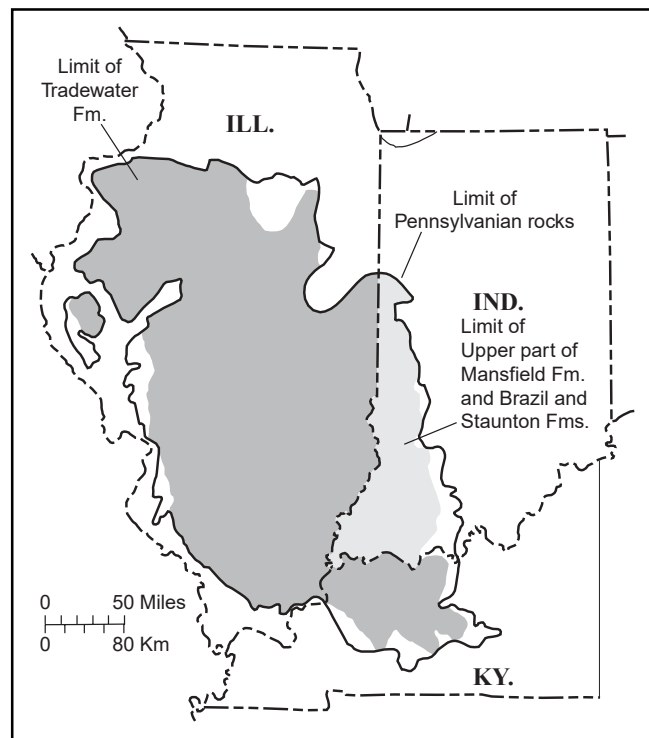 Limit of
Tradewater
Fm.
ILL.
Limit of
Pennsylvanian rocks
IND.
Limit of
Upper part of
Mansfield Fm.
and Brazil and
Staunton Fms.
0 50 Miles
0 80 Km
KY.